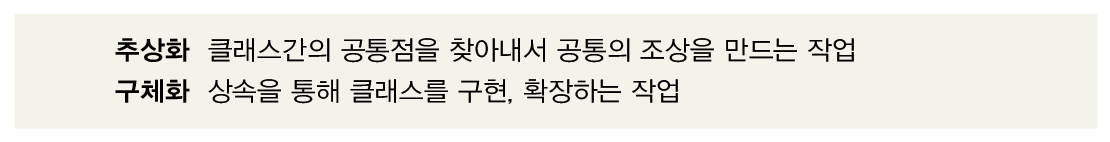 추상화 클래스간의 공통점을 찾아내서 공통의 조상을 만드는 작업
구체화 상속을 통해 클래스를 구현, 확장하는 작업